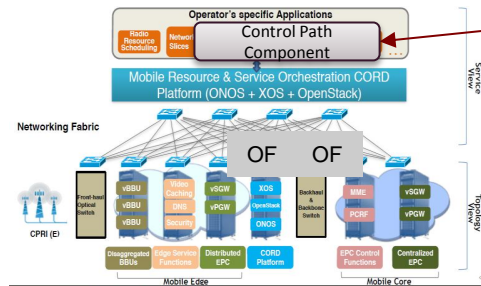 Operator's specific Applications
Radio
Resource
Scheduling
Network
Slices
Control Path
Component
...
Mobile Resource & Service Orchestration CORD
Platform (ONOS + XOS + OpenStack)
Service
View
Networking Fabric
OF OF
Front-haul
Optical
Switch
vBBU
vBBU
vBBU
Video
Caching
DNS
Security
vSGW
vPGW
XOS
OpenStack
ONOS
Backhaul
&
Backbone
Switch
MME
PCRF
vSGW
vPGW
Topology
View
CPRI (E)
Disaggregated
BBUs
Edge Service
Functions
Distributed
EPC
CORD
Platform
EPC Control
Functions
Centralized
EPC
Mobile Edge
Mobile Core